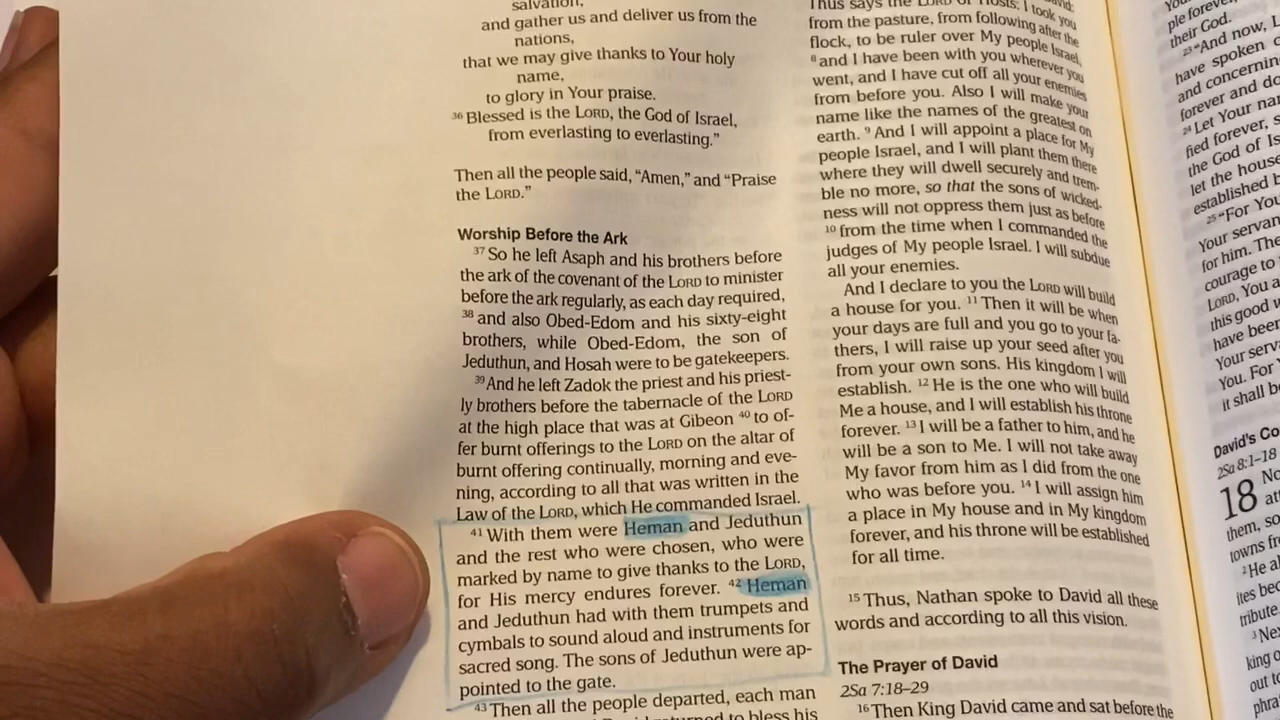 salvation,
and gather us and deliver us from the
nations,
that we may give thanks to Your holy
name,
to glory in Your praise.
36 Blessed is the LORD, the God of Israel,
from everlasting to everlasting.”
Then all the people said, “Amen,” and “Praise
the LORD.”
Worship Before the Ark
37 So he left Asaph and his brothers before
the ark of the covenant of the LORD to minister
before the ark regularly, as each day required,
38 and also Obed-Edom and his sixty-eight
brothers, while Obed-Edom, the son of
Jeduthun, and Hosah were to be gatekeepers.
39 And he left Zadok the priest and his priest-
ly brothers before the tabernacle of the LORD
at the high place that was at Gibeon 40 to of-
fer burnt offerings to the LORD on the altar of
burnt offering continually, morning and eve-
ning, according to all that was written in the
Law of the LORD, which He commanded Israel.
41 With them were Heman and Jeduthun
and the rest who were chosen, who were
marked by name to give thanks to the LORD,
for His mercy endures forever. 42 Heman
and Jeduthun had with them trumpets and
cymbals to sound aloud and instruments for
sacred song. The sons of Jeduthun were ap-
pointed to the gate.
43 Then all the people departed, each man
to bless his
Thus says the LORD of Hosts: I took you
from the pasture, from following after the
flock, to be ruler over My people Israel,
8 and I have been with you wherever you
went, and I have cut off all your enemies
from before you. Also I will make your
name like the names of the greatest on
earth. 9 And I will appoint a place for My
people Israel, and I will plant them there
where they will dwell securely and trem-
ble no more, so that the sons of wicked-
ness will not oppress them just as before
10 from the time when I commanded the
judges of My people Israel. I will subdue
all your enemies.
And I declare to you the LORD will build
a house for you. 11 Then it will be when
your days are full and you go to your fa-
thers, I will raise up your seed after you
from your own sons. His kingdom I will
establish. 12 He is the one who will build
Me a house, and I will establish his throne
forever. 13 I will be a father to him, and he
will be a son to Me. I will not take away
My favor from him as I did from the one
who was before you. 14 I will assign him
a place in My house and in My kingdom
forever, and his throne will be established
for all time.
15 Thus, Nathan spoke to David all these
words and according to all this vision.
The Prayer of David
2Sa 7:18–29
16 Then King David came and sat before the
ple forever,
their God.
23 “And now, L
have spoken
and concernin
forever and do
24 Let Your na
fied forever, s
the God of Is
let the house
established b
25 “For You
Your servan
for him. The
courage to
LORD, You a
this good
have been
Your serv
You. For
it shall b
David's Co
2Sa 8:1–18
18 No
at
them, so
towns fr
2 He al
ites bec
tribute
3 Nex
king o
out to
phra